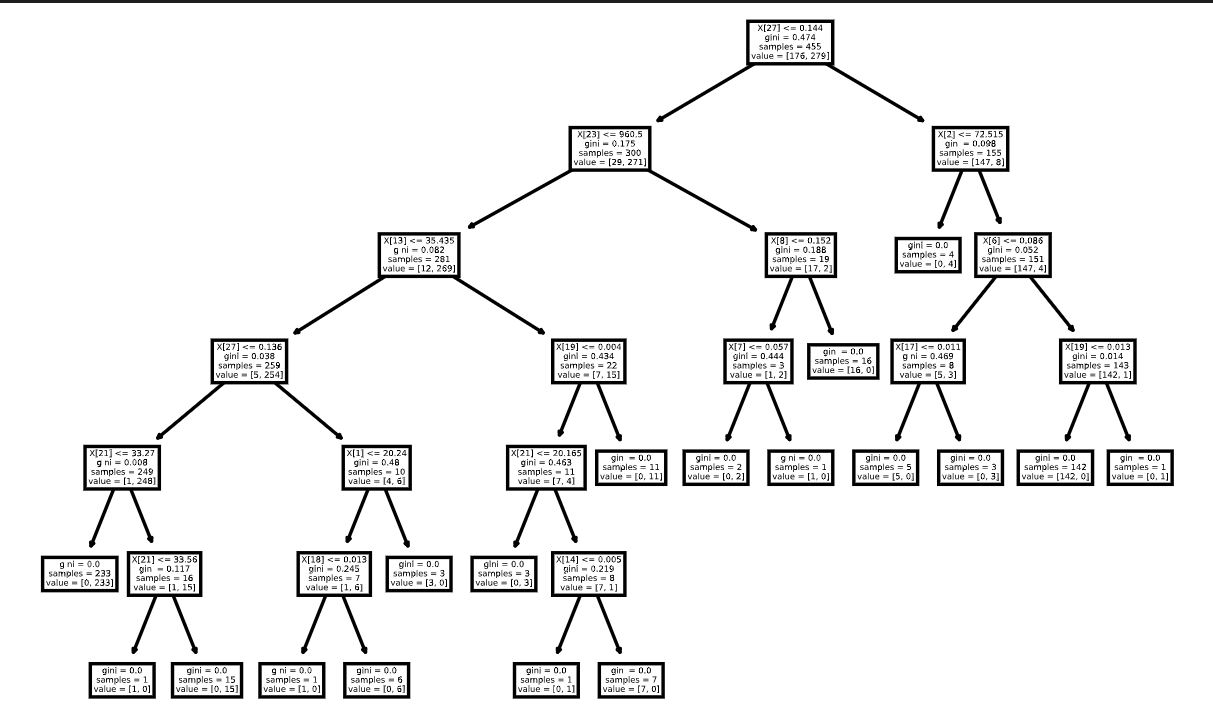 X[27] <= 0.144
gini = 0.474
samples = 455
value = [176, 279]
X[23] <= 960.5
gini = 0.175
samples = 300
value = [29, 271]
X[2] <= 72.515
gin = 0.098
samples = 155
value = [147, 8]
X[13] <= 35.435
g ni = 0.082
samples = 281
value = [12, 269]
X[8] <= 0.152
gini = 0.188
samples = 19
value = [17, 2]
gini = 0.0
samples = 4
value = [0, 4]
X[6] <= 0.086
gini = 0.052
samples = 151
value = [147, 4]
X[27] <= 0.136
gini = 0.038
samples = 259
value = [5, 254]
X[19] <= 0.004
gini = 0.434
samples = 22
value = [7, 15]
X[7] <= 0.057
gini = 0.444
samples = 3
value = [1, 2]
gin = 0.0
samples = 16
value = [16, 0]
X[17] <= 0.011
g ni = 0.469
samples = 8
value = [5, 3]
X[19] <= 0.013
gini = 0.014
samples = 143
value = [142, 1]
X[21] <= 33.27
g ni = 0.008
samples = 249
value = [1, 248]
X[1] <= 20.24
gini = 0.48
samples = 10
value = [4, 6]
X[21] <= 20.165
gini = 0.463
samples = 11
value = [7, 4]
gin = 0.0
samples = 11
value = [0, 11]
gini = 0.0
samples = 2
value = [0, 2]
g ni = 0.0
samples = 1
value = [1, 0]
gini = 0.0
samples = 5
value = [5, 0]
gini = 0.0
samples = 3
value = [0, 3]
gini = 0.0
samples = 142
value = [142, 0]
gin = 0.0
samples = 1
value = [0, 1]
g ni = 0.0
samples = 233
value = [0, 233]
X[21] <= 33.56
gin = 0.117
samples = 16
value = [1, 15]
X[18] <= 0.013
gini = 0.245
samples = 7
value = [1, 6]
gini = 0.0
samples = 3
value = [3, 0]
gini = 0.0
samples = 3
value = [0, 3]
X[14] <= 0.005
gini = 0.219
samples = 8
value = [7, 1]
gini = 0.0
samples = 1
value = [1, 0]
gini = 0.0
samples = 15
value = [0, 15]
g ni = 0.0
samples = 1
value = [1, 0]
gini = 0.0
samples = 6
value = [0, 6]
gini = 0.0
samples = 1
value = [0, 1]
gin = 0.0
samples = 7
value = [7, 0]